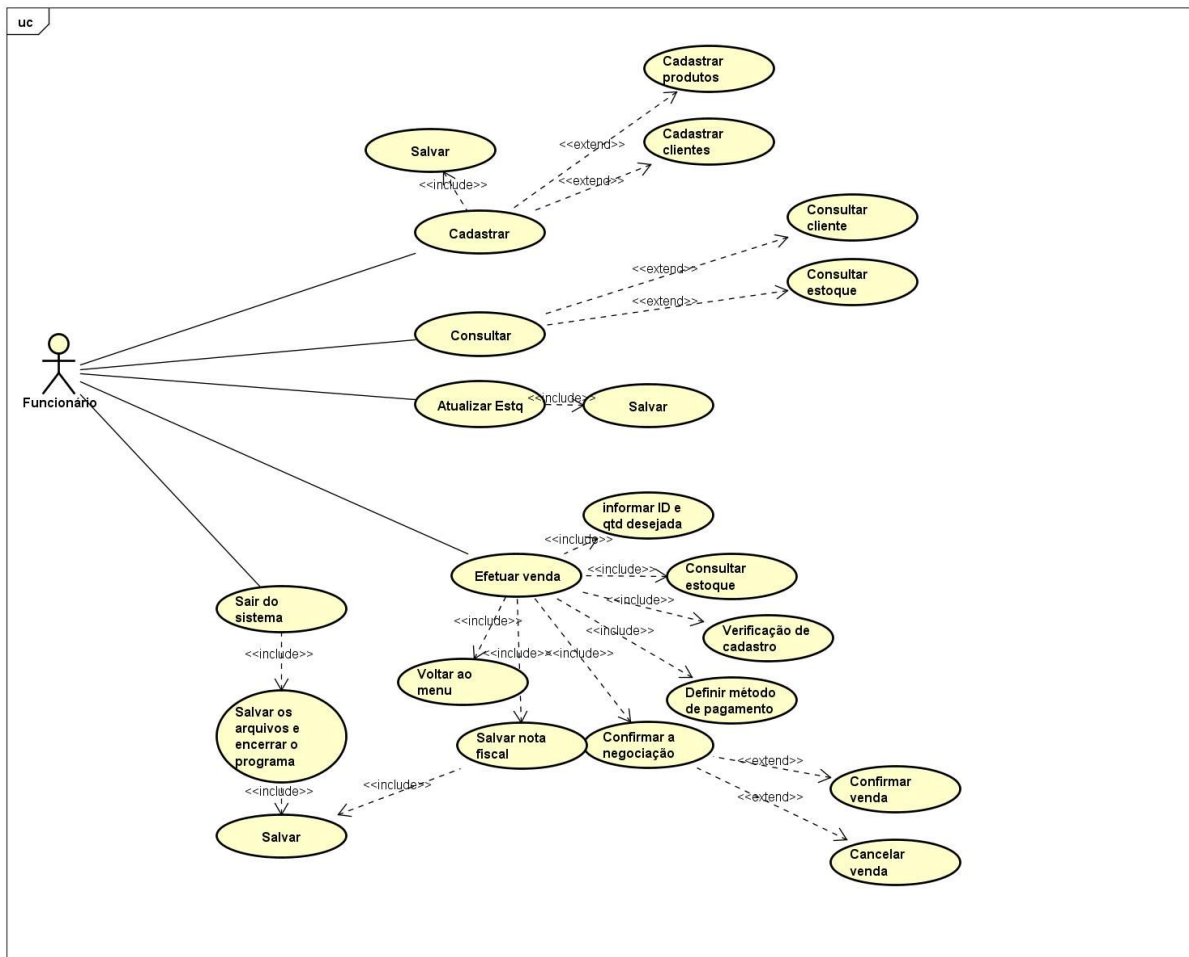 uc
Cadastrar
produtos
<<extend>>
Cadastrar
clientes
<<extend>>
Salvar
<<include>>
Cadastrar
Consultar
cliente
<<extend>>
Consultar
estoque
<<extend>>
Consultar
Funcionário
Atualizar Estq
<<include>>
Salvar
informar ID e
qtd desejada
<<include>>
Efetuar venda
<<include>>
Consultar
estoque
<<include>>
Verificação de
cadastro
<<include>>
Definir método
de pagamento
Sair do
sistema
<<include>>
<<include>>
<<include>>
<<include>>
Voltar ao
menu
Salvar os
arquivos e
encerrar o
programa
Salvar nota
fiscal
Confirmar a
negociação
<<include>>
<<include>>
<<extend>>
Confirmar
venda
<<extend>>
Salvar
Cancelar
venda